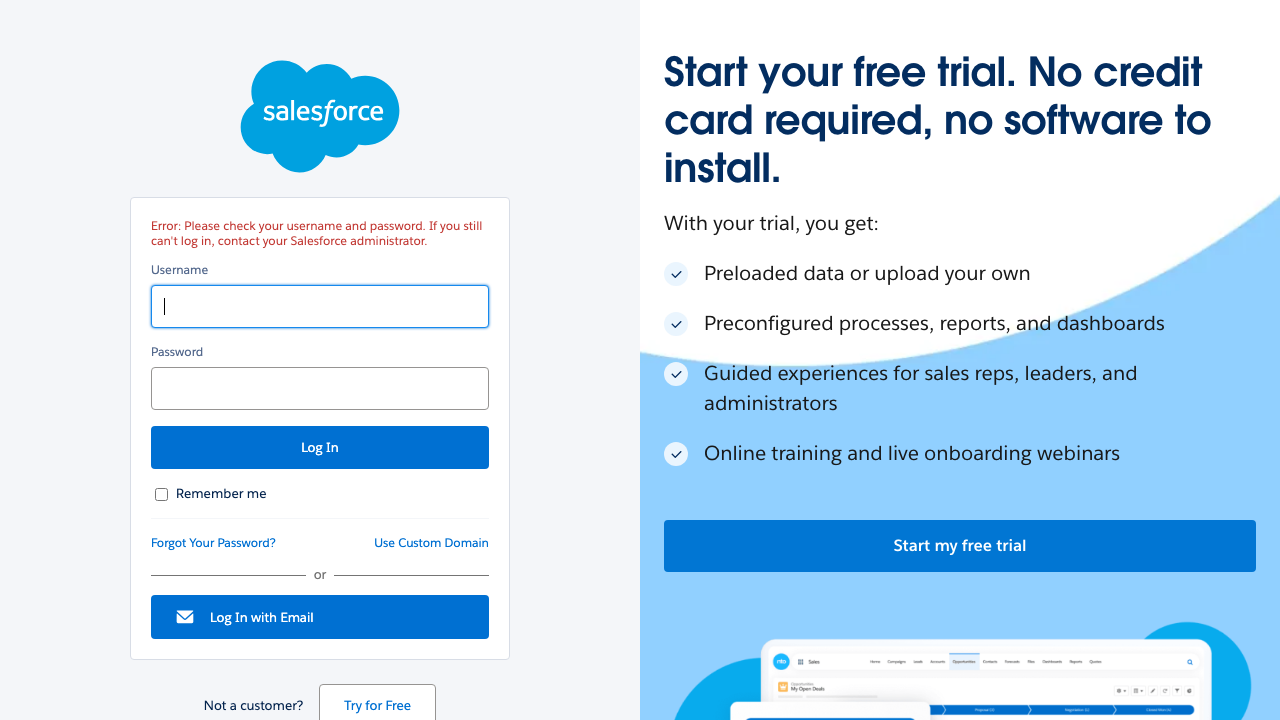 salesforce
Error: Please check your username and password. If you still
can't log in, contact your Salesforce administrator.
Username
Password
Log In
Remember me
Forgot Your Password?
Use Custom Domain
or
Log In with Email
Not a customer?
Try for Free
Start your free trial. No credit
card required, no software to
install.
With your trial, you get:
Preloaded data or upload your own
Preconfigured processes, reports, and dashboards
Guided experiences for sales reps, leaders, and
administrators
Online training and live onboarding webinars
Start my free trial
Sales
Home
Campaigns
Leads
Accounts
Opportunities
Contacts
Forecasts
Files
Dashboards
Reports
Quotes
Opportunities
My Open Deals